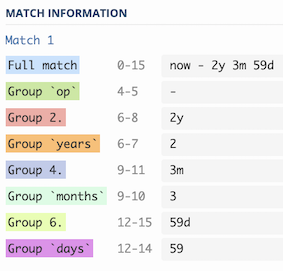 MATCH INFORMATION
Match 1
Full match 0-15 now - 2y 3m 59d
Group `op` 4-5 -
Group 2. 6-8 2y
Group `years` 6-7 2
Group 4. 9-11 3m
Group `months` 9-10 3
Group 6. 12-15 59d
Group `days` 12-14 59